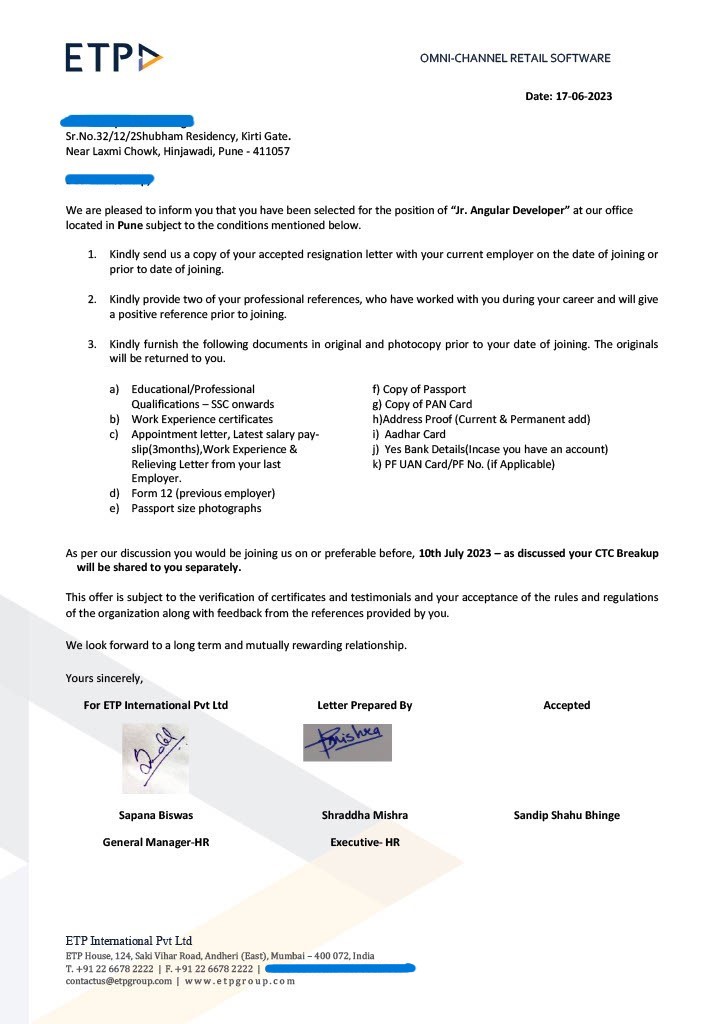 ETP
OMNI-CHANNEL RETAIL SOFTWARE
Date: 17-06-2023
Sr.No.32/12/2Shubham Residency, Kirti Gate.
Near Laxmi Chowk, Hinjawadi, Pune - 411057
We are pleased to inform you that you have been selected for the position of “Jr. Angular Developer” at our office
located in Pune subject to the conditions mentioned below.
1. Kindly send us a copy of your accepted resignation letter with your current employer on the date of joining or
prior to date of joining.
2. Kindly provide two of your professional references, who have worked with you during your career and will give
a positive reference prior to joining.
3. Kindly furnish the following documents in original and photocopy prior to your date of joining. The originals
will be returned to you.
a) Educational/Professional
Qualifications – SSC onwards
b) Work Experience certificates
c) Appointment letter, Latest salary pay-
slip(3months),Work Experience &
Relieving Letter from your last
Employer.
d) Form 12 (previous employer)
e) Passport size photographs
f) Copy of Passport
g) Copy of PAN Card
h)Address Proof (Current & Permanent add)
i) Aadhar Card
j) Yes Bank Details(Incase you have an account)
k) PF UAN Card/PF No. (if Applicable)
As per our discussion you would be joining us on or preferable before, 10th July 2023 – as discussed your CTC Breakup
will be shared to you separately.
This offer is subject to the verification of certificates and testimonials and your acceptance of the rules and regulations
of the organization along with feedback from the references provided by you.
We look forward to a long term and mutually rewarding relationship.
Yours sincerely,
For ETP International Pvt Ltd Letter Prepared By Accepted
Sapana Biswas Shraddha Mishra Sandip Shahu Bhinge
General Manager-HR Executive- HR
ETP International Pvt Ltd
ETP House, 124, Saki Vihar Road, Andheri (East), Mumbai – 400 072, India
T. +91 22 6678 2222 | F. +91 22 6678 2222 |
contactus@etpgroup.com | www.etpgroup.com